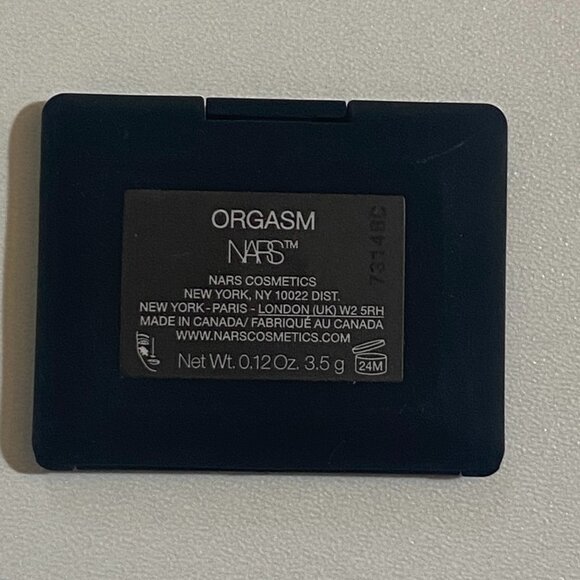 ORGASM
NARS™
NARS COSMETICS
NEW YORK, NY 10022 DIST.
NEW YORK - PARIS - LONDON (UK) W2 5RH
MADE IN CANADA/ FABRIQUÉ AU CANADA
WWW.NARSCOSMETICS.COM
Net Wt. 0.12 Oz. 3.5 g
24M